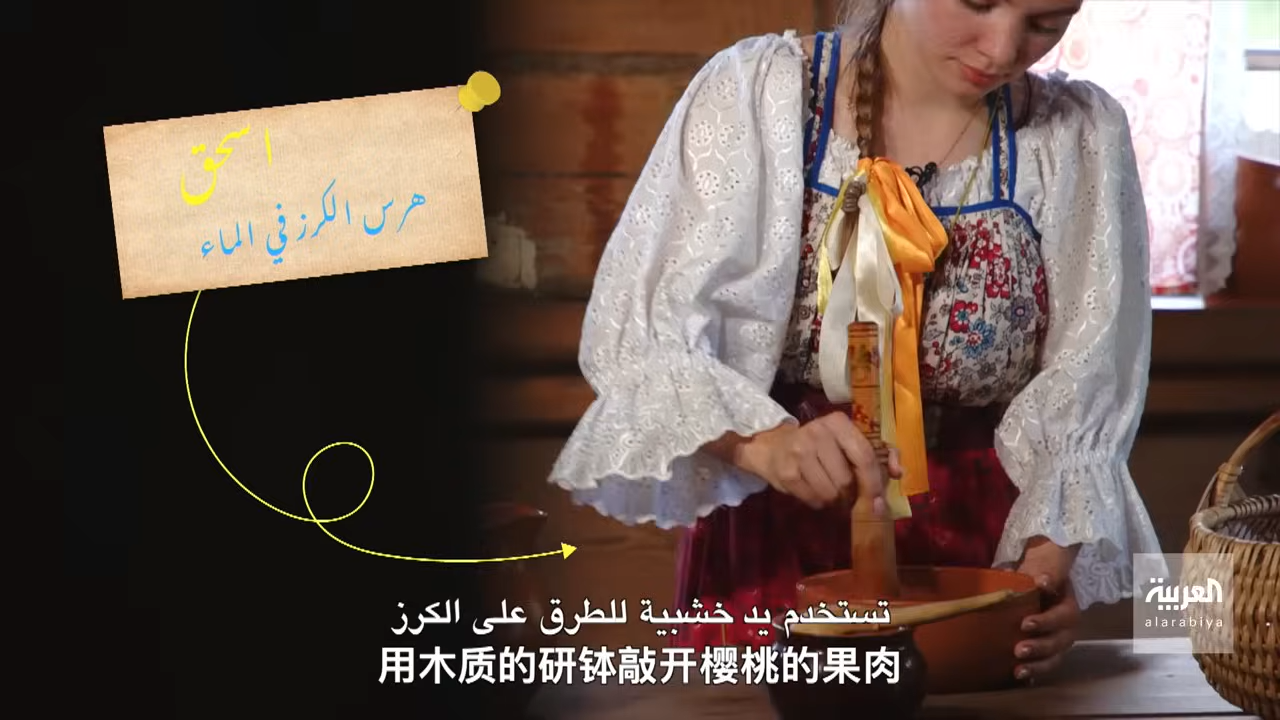 اسحق
هرس الكرز في الماء
تستخدم يد خشبية للطرق على الكرز
用木质的研钵敲开樱桃的果肉
العربية
alarabiya